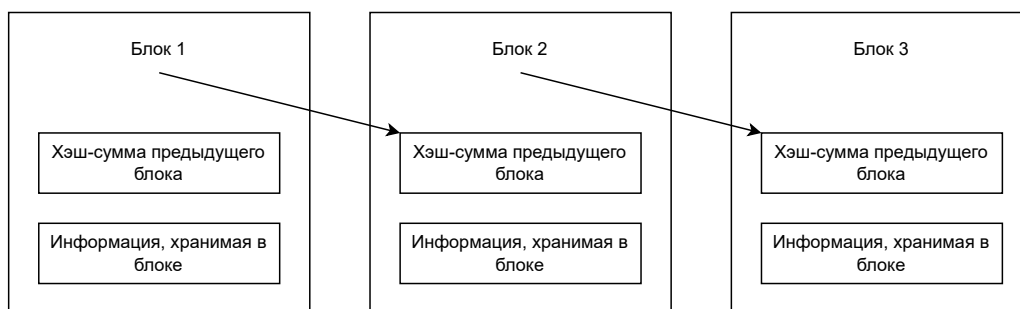 Блок 1
Хэш-сумма предыдущего
блока
Информация, хранимая в
блоке
Блок 2
Хэш-сумма предыдущего
блока
Информация, хранимая в
блоке
Блок 3
Хэш-сумма предыдущего
блока
Информация, хранимая в
блоке